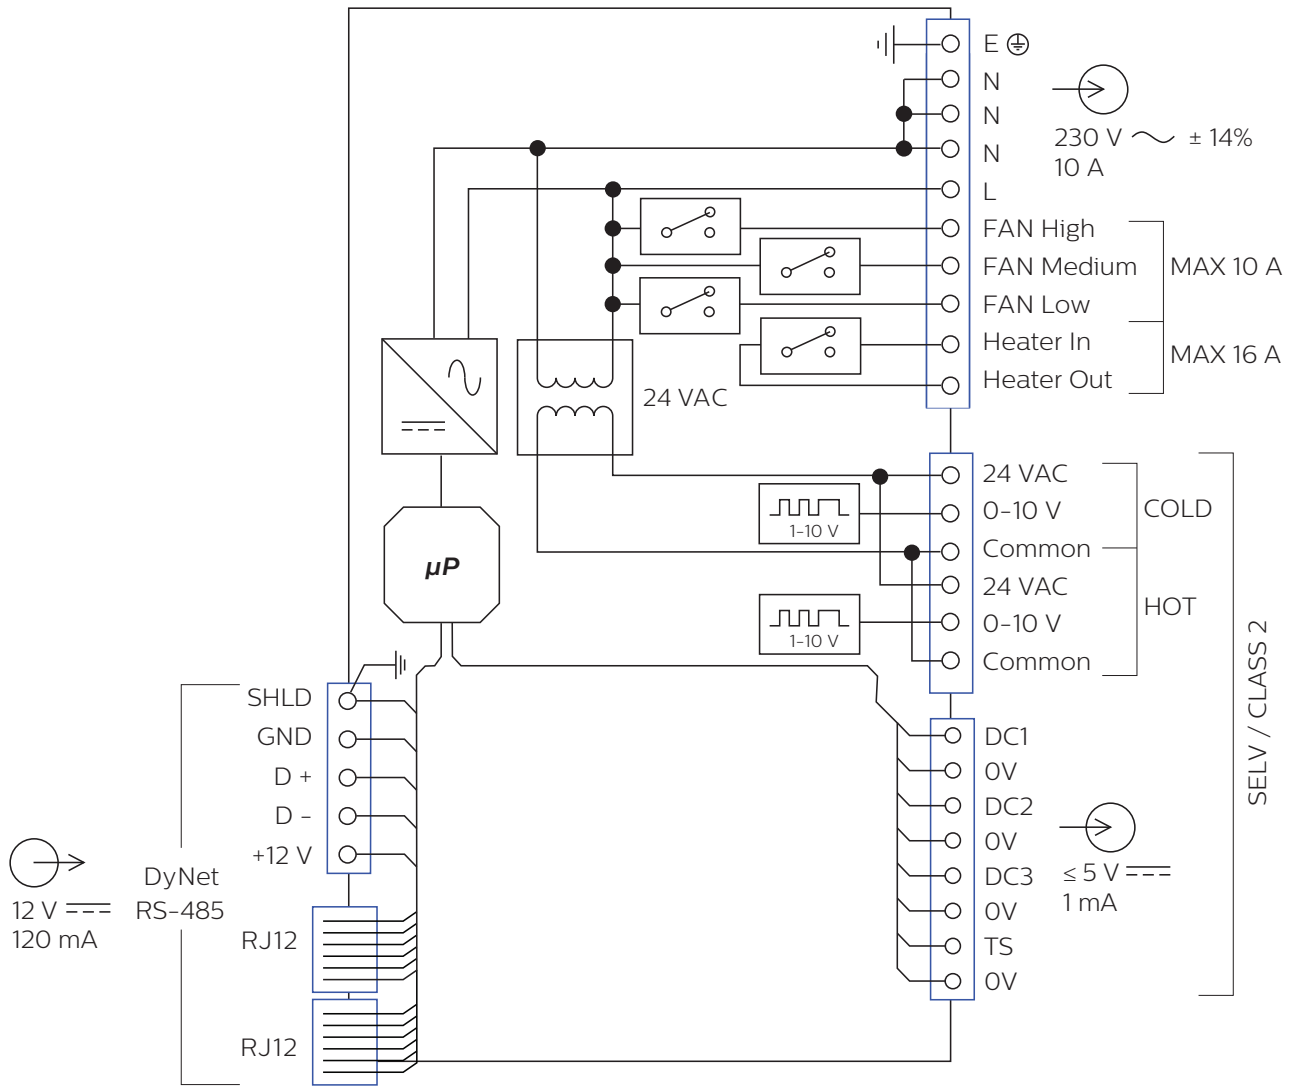 E
N
N
N
L
FAN High
FAN Medium
FAN Low
Heater In
Heater Out
230 V ± 14%
10 A
MAX 10 A
MAX 16 A
24 VAC
24 VAC
0-10 V
Common
24 VAC
0-10 V
Common
1-10 V
1-10 V
COLD
HOT
SELV / CLASS 2
µP
SHLD
GND
D +
D -
+12 V
DyNet
RS-485
12 V
120 mA
RJ12
RJ12
DC1
0V
DC2
0V
DC3
0V
TS
0V
≤ 5 V
1 mA